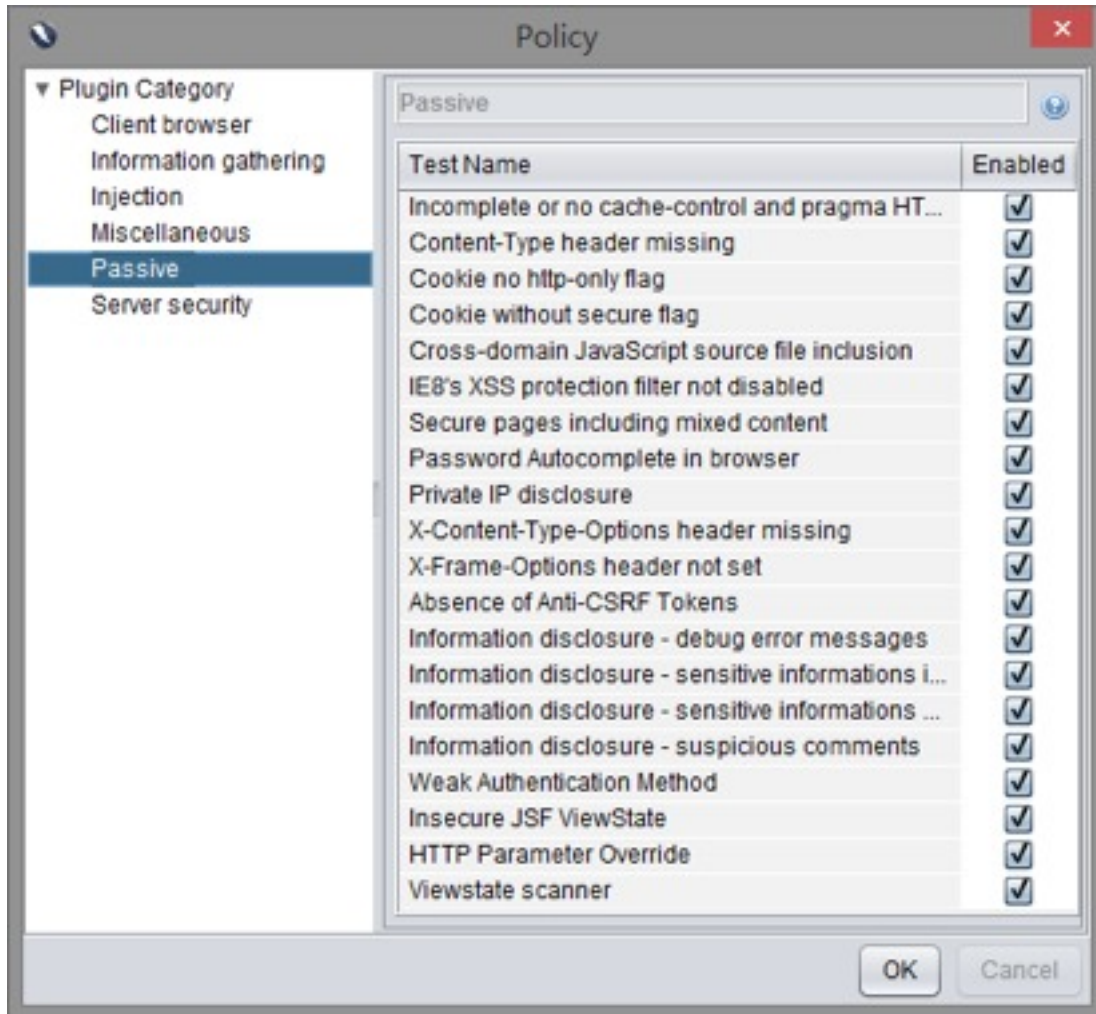 Policy
Plugin Category
Client browser
Information gathering
Injection
Miscellaneous
Passive
Server security
Passive
Test Name Enabled
Incomplete or no cache-control and pragma HT...
Content-Type header missing
Cookie no http-only flag
Cookie without secure flag
Cross-domain JavaScript source file inclusion
IE8's XSS protection filter not disabled
Secure pages including mixed content
Password Autocomplete in browser
Private IP disclosure
X-Content-Type-Options header missing
X-Frame-Options header not set
Absence of Anti-CSRF Tokens
Information disclosure - debug error messages
Information disclosure - sensitive informations i...
Information disclosure - sensitive informations ...
Information disclosure - suspicious comments
Weak Authentication Method
Insecure JSF ViewState
HTTP Parameter Override
Viewstate scanner
OK Cancel